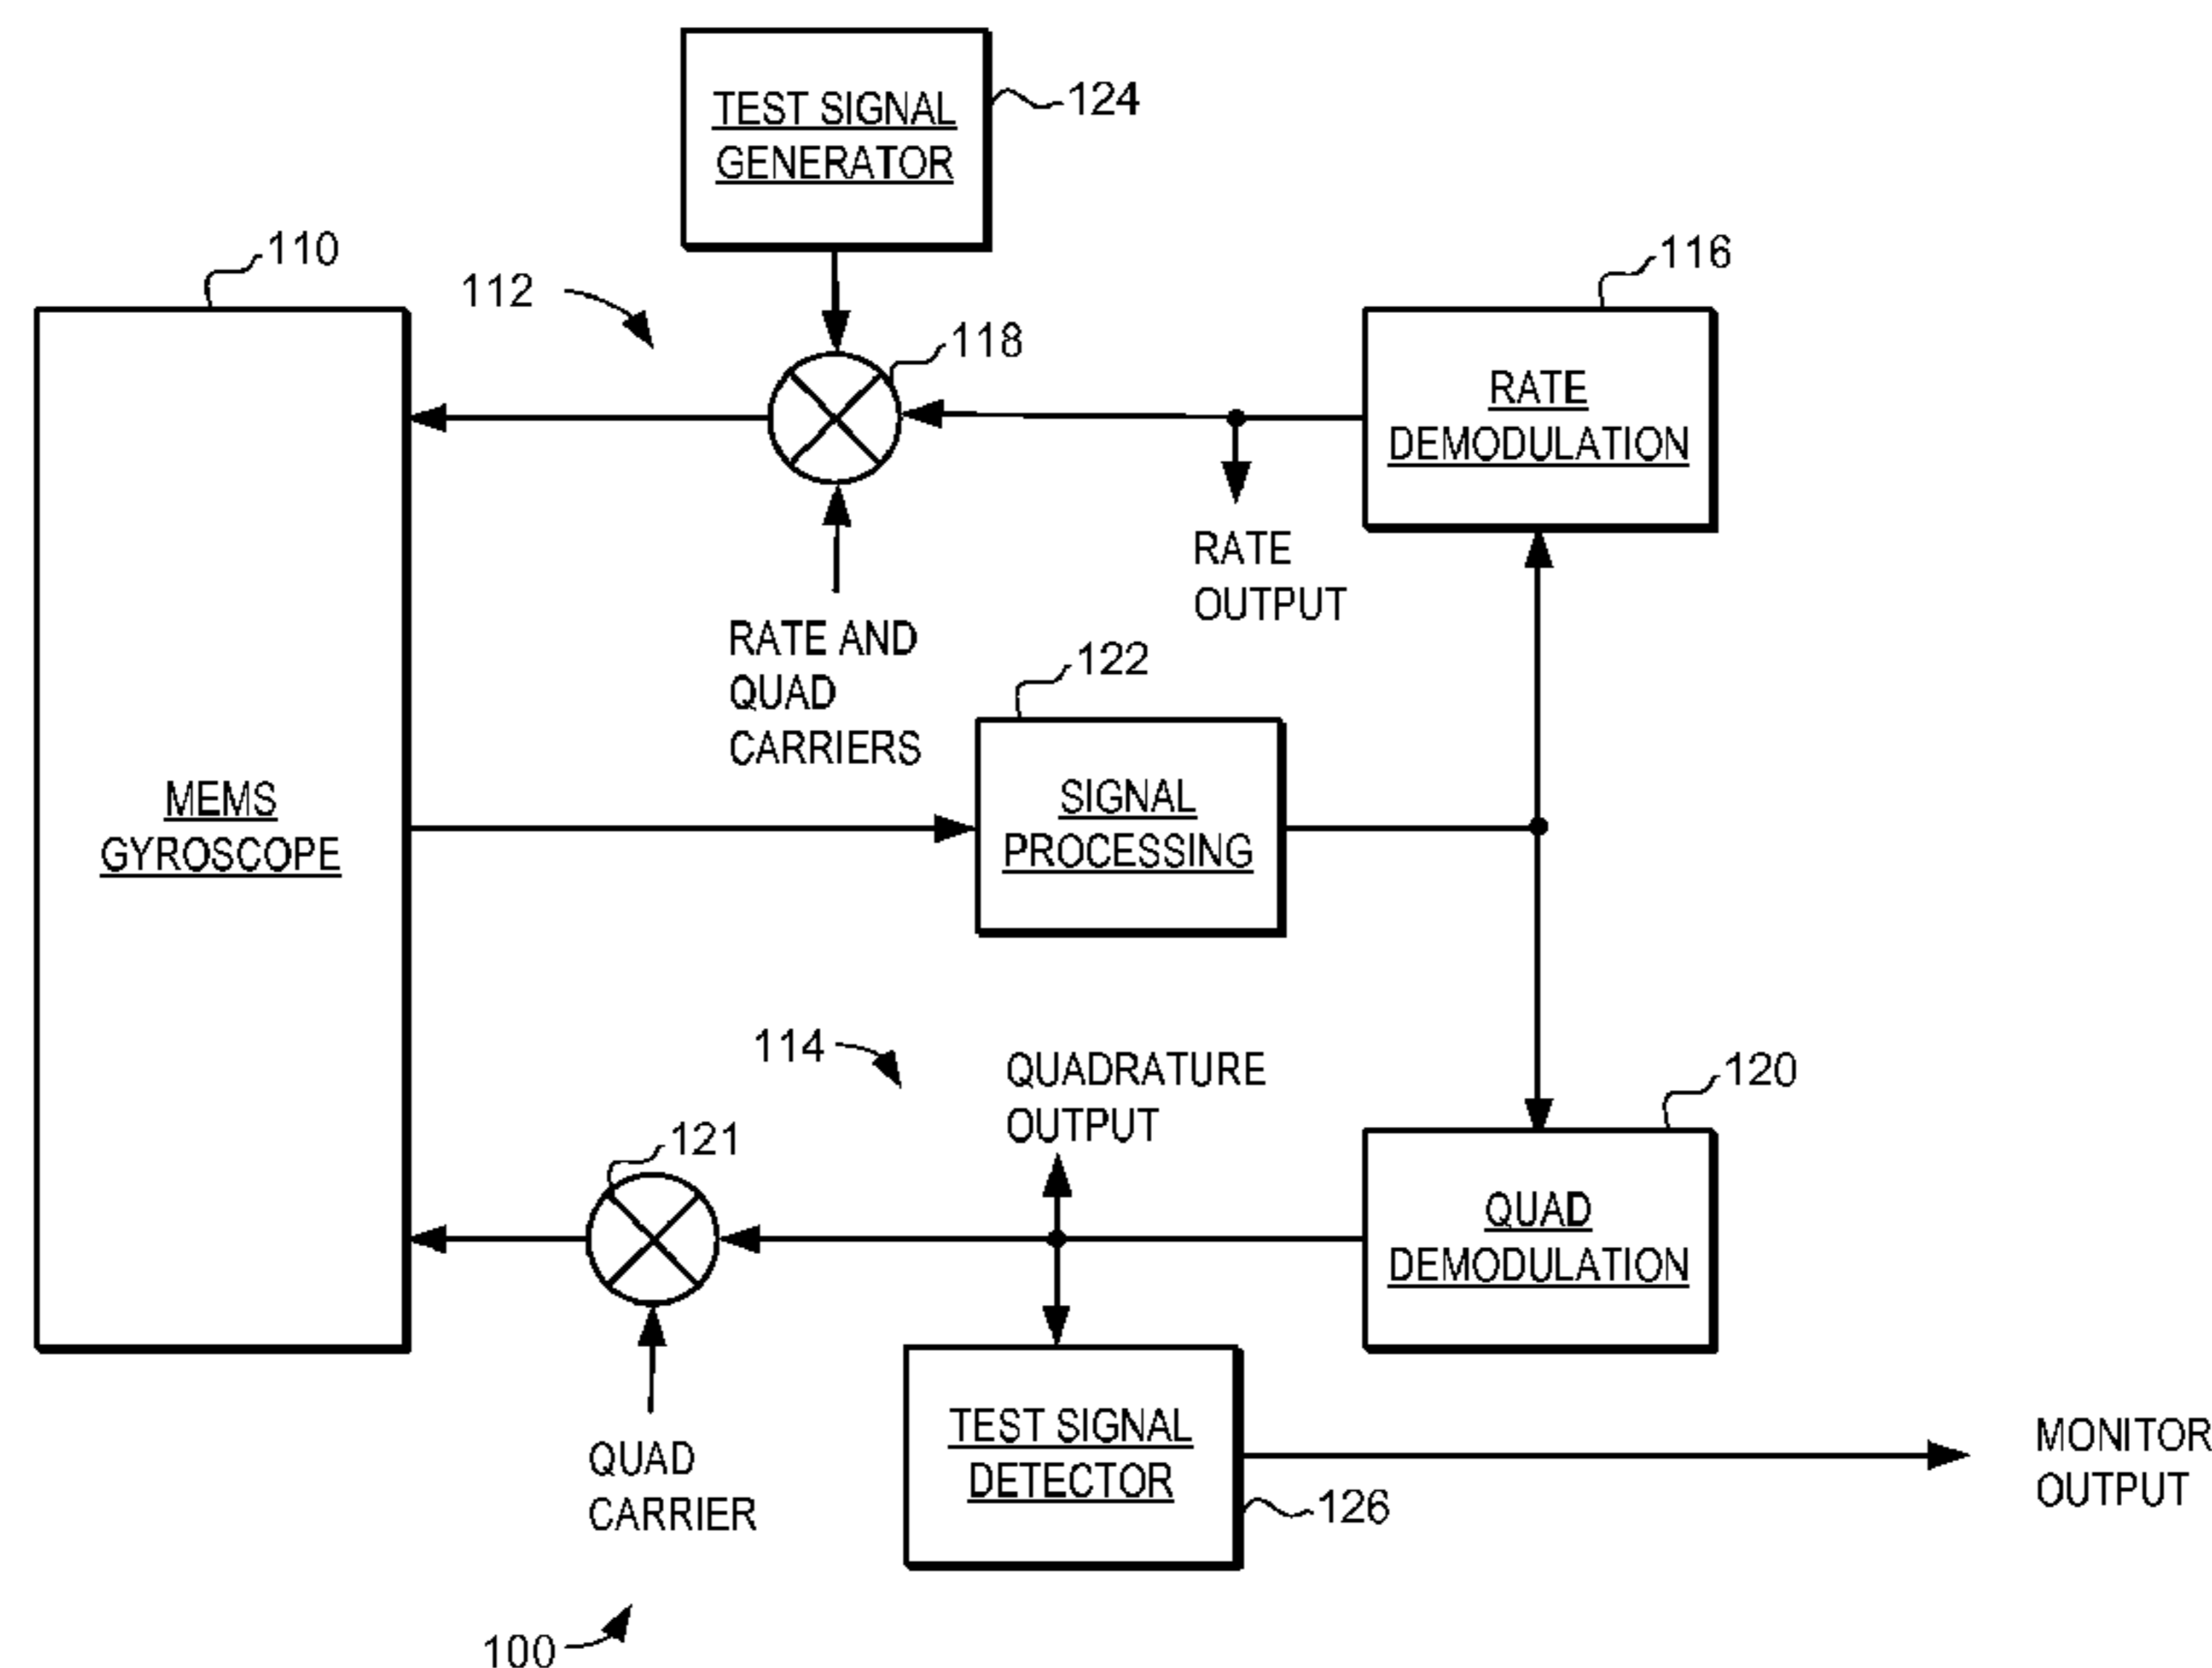 TEST SIGNAL
GENERATOR
124
110
112
118
116
RATE
DEMODULATION
RATE
OUTPUT
RATE AND
QUAD
CARRIERS
122
MEMS
GYROSCOPE
SIGNAL
PROCESSING
114
QUADRATURE
OUTPUT
120
121
QUAD
DEMODULATION
QUAD
CARRIER
TEST SIGNAL
DETECTOR
126
MONITOR
OUTPUT
100